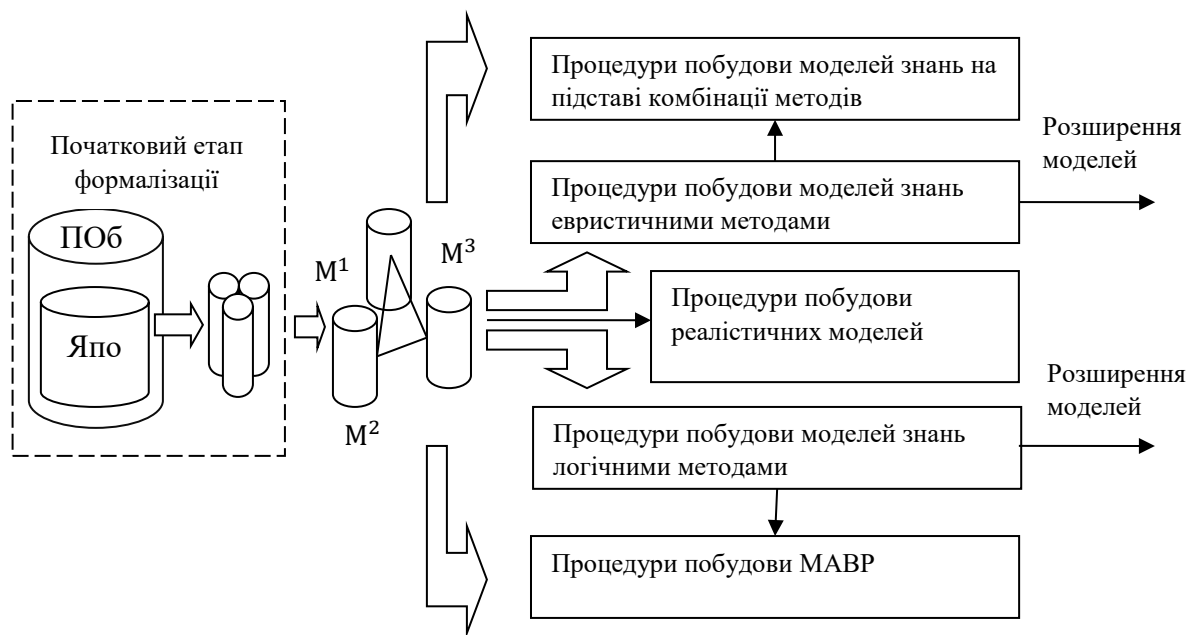 Початковий етап
формалізації
ПОб
Япо
M¹
M²
M³
Процедури побудови моделей знань на
підставі комбінації методів
Процедури побудови моделей знань
евристичними методами
Розширення
моделей
Процедури побудови
реалістичних моделей
Процедури побудови моделей знань
логічними методами
Розширення
моделей
Процедури побудови МАВР